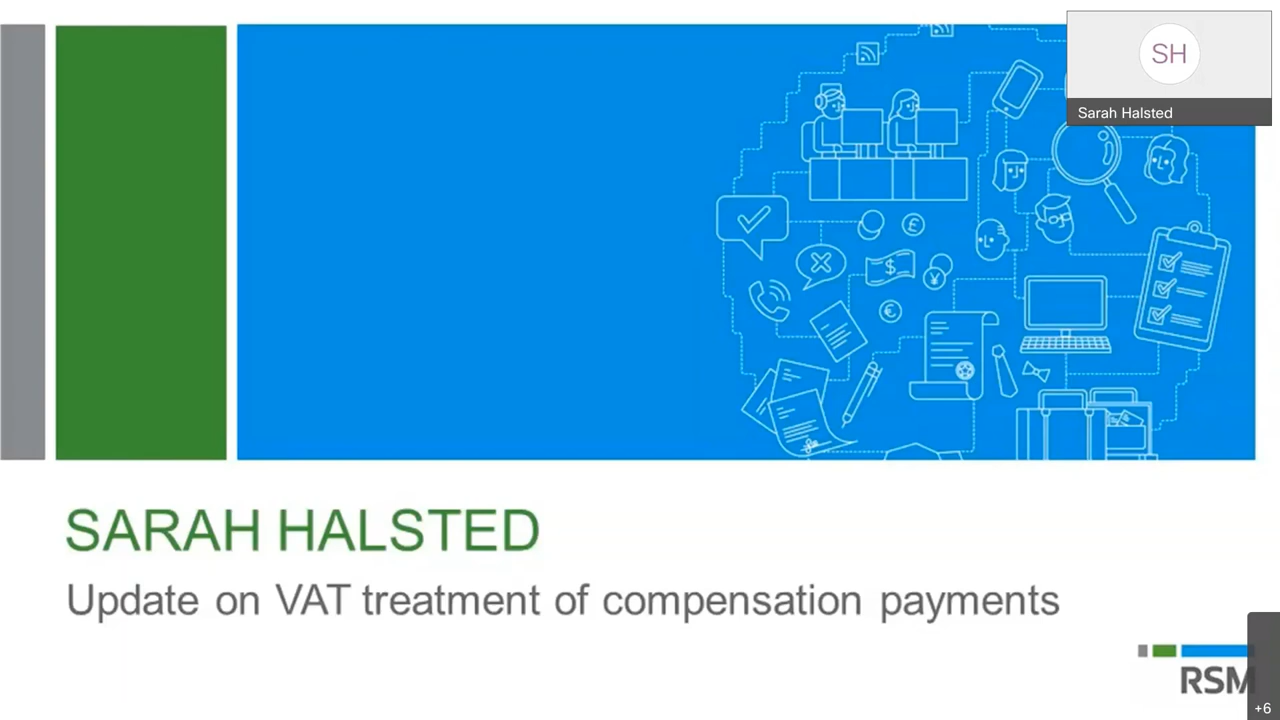 SH
Sarah Halsted
SARAH HALSTED
Update on VAT treatment of compensation payments
RSM
+6